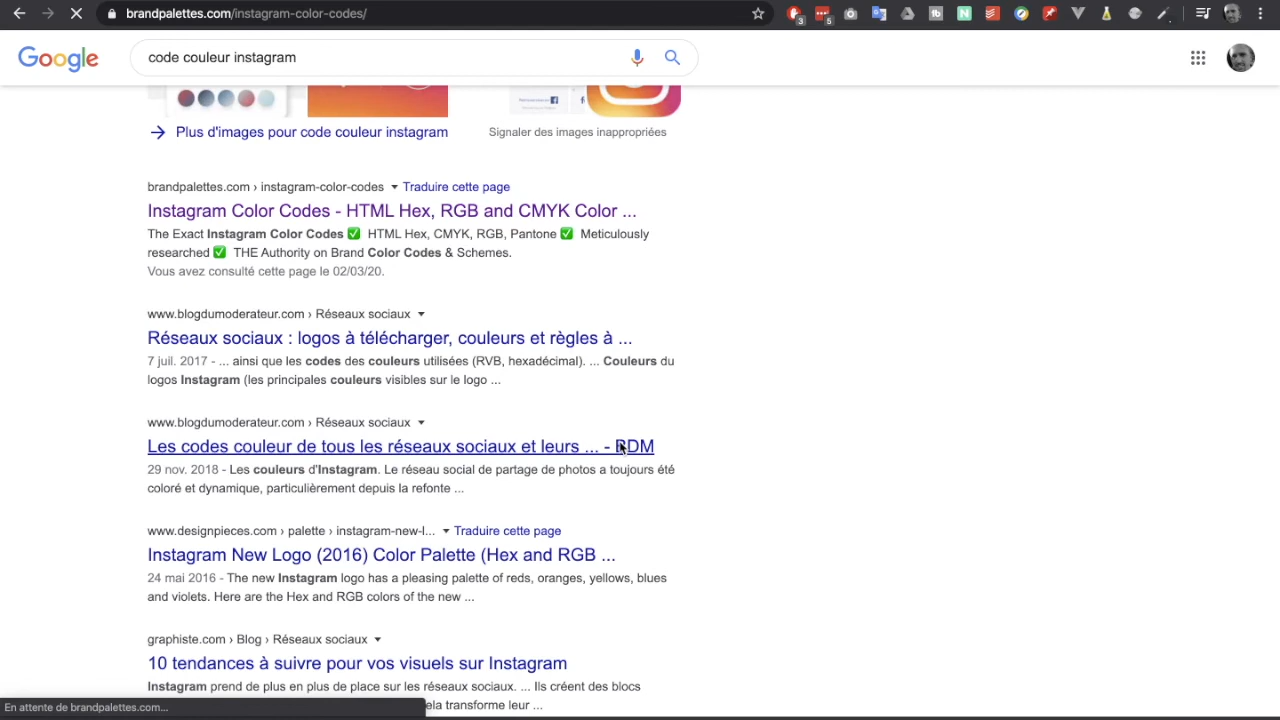 brandpalettes.com/instagram-color-codes/
3
5
Google
code couleur instagram
Plus d'images pour code couleur instagram
Signaler des images inappropriées
brandpalettes.com › instagram-color-codes Traduire cette page
Instagram Color Codes - HTML Hex, RGB and CMYK Color ...
The Exact Instagram Color Codes ✅ HTML Hex, CMYK, RGB, Pantone ✅ Meticulously
researched ✅ THE Authority on Brand Color Codes & Schemes.
Vous avez consulté cette page le 02/03/20.
www.blogdumoderateur.com › Réseaux sociaux
Réseaux sociaux : logos à télécharger, couleurs et règles à ...
7 juil. 2017 - ... ainsi que les codes des couleurs utilisées (RVB, hexadécimal). ... Couleurs du
logos Instagram (les principales couleurs visibles sur le logo ...
www.blogdumoderateur.com › Réseaux sociaux
Les codes couleur de tous les réseaux sociaux et leurs ... - BDM
29 nov. 2018 - Les couleurs d'Instagram. Le réseau social de partage de photos a toujours été
coloré et dynamique, particulièrement depuis la refonte ...
www.designpieces.com › palette › instagram-new-l... Traduire cette page
Instagram New Logo (2016) Color Palette (Hex and RGB ...
24 mai 2016 - The new Instagram logo has a pleasing palette of reds, oranges, yellows, blues
and violets. Here are the Hex and RGB colors of the new ...
graphiste.com › Blog › Réseaux sociaux
10 tendances à suivre pour vos visuels sur Instagram
Instagram prend de plus en plus de place sur les réseaux sociaux. ... Ils créent des blocs
ela transforme leur ...
En attente de brandpalettes.com...